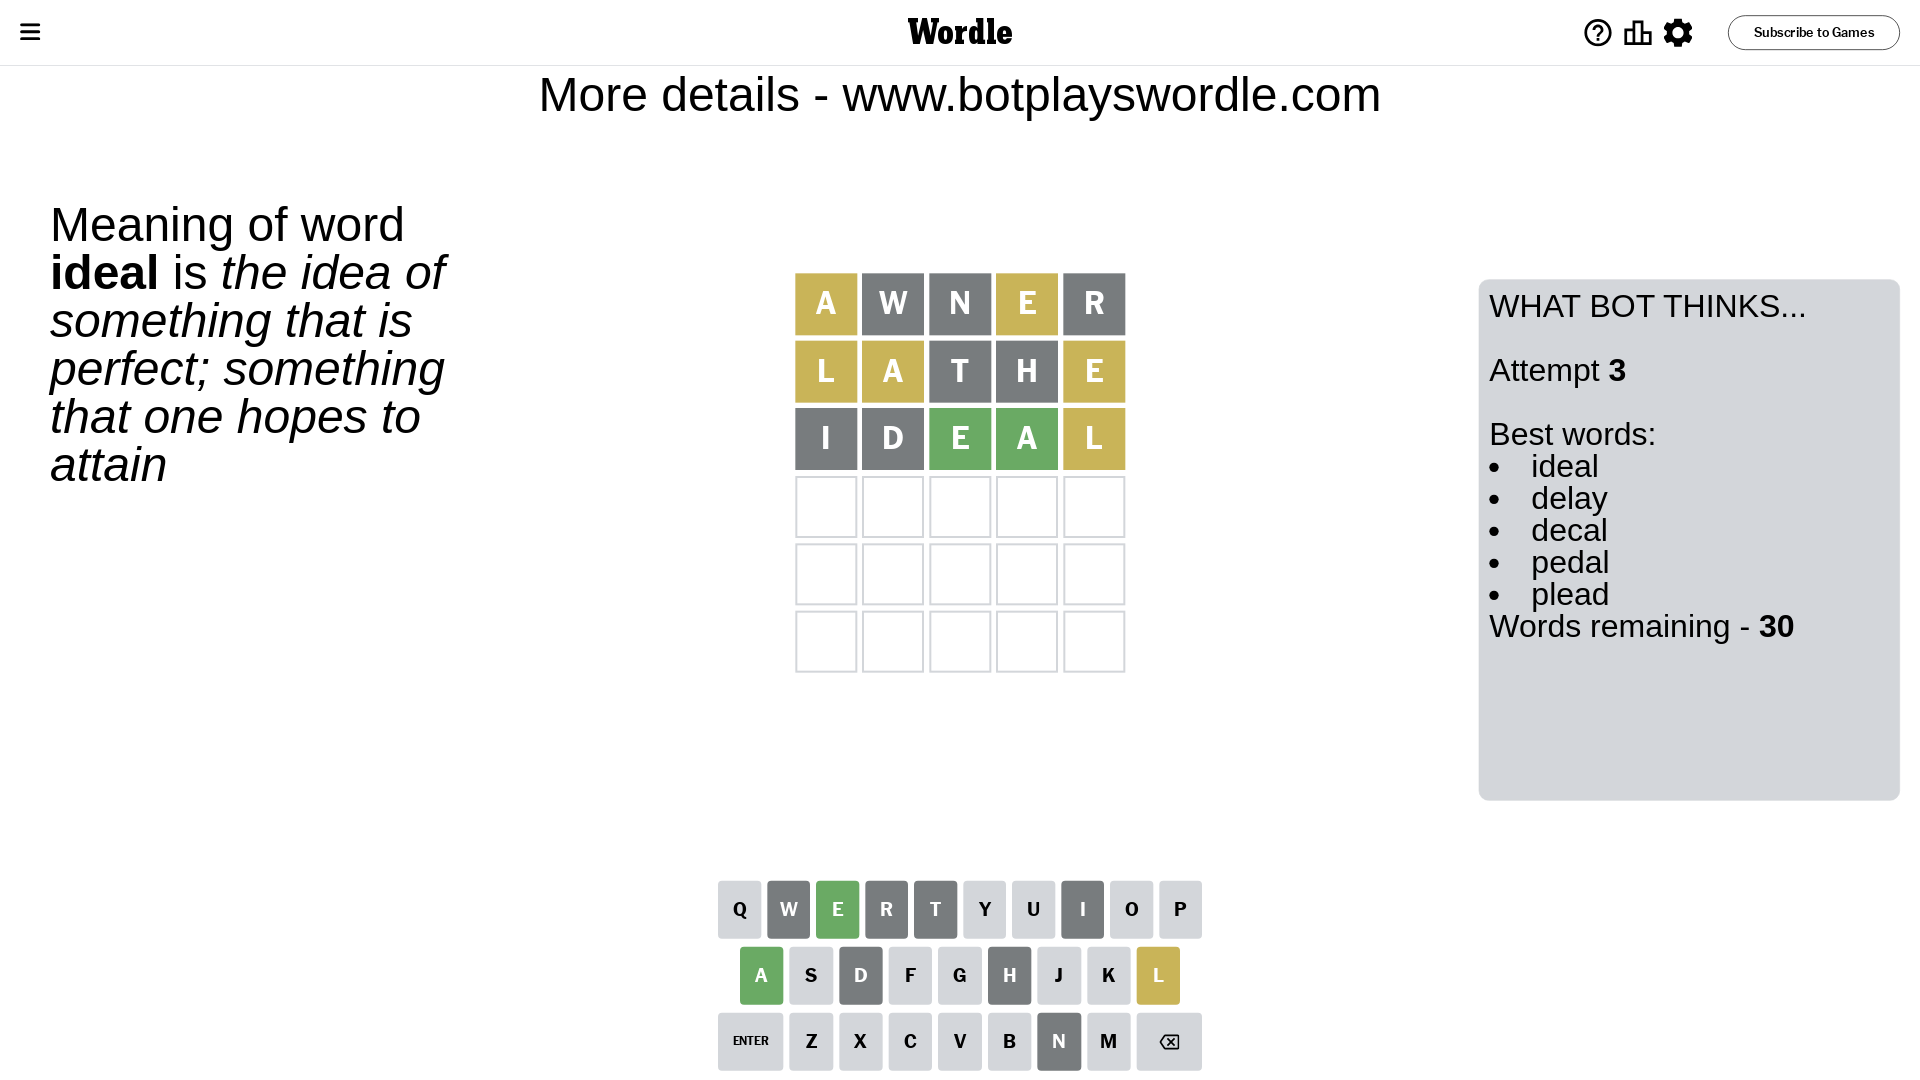 Wordle
Subscribe to Games
More details - www.botplayswordle.com
Meaning of word
ideal is the idea of
something that is
perfect; something
that one hopes to
attain
A W N E R
L A T H E
I D E A L
WHAT BOT THINKS...
Attempt 3
Best words:
• ideal
• delay
• decal
• pedal
• plead
Words remaining - 30
Q W E R T Y U I O P
A S D F G H J K L
ENTER Z X C V B N M